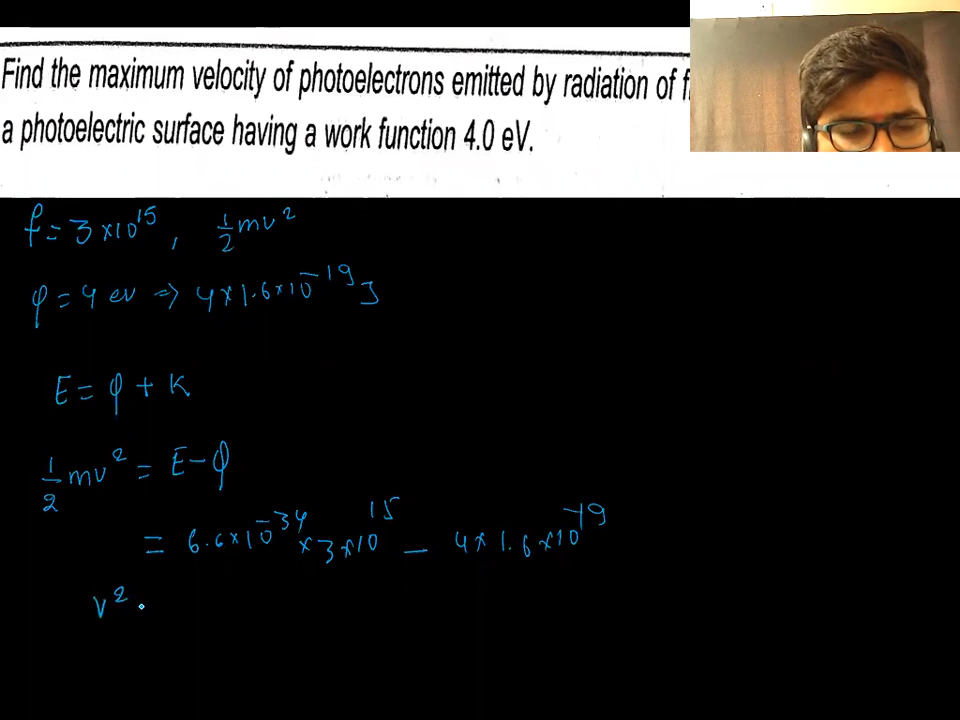 Find the maximum velocity of photoelectrons emitted by radiation of
a photoelectric surface having a work function 4.0 eV.
f = 3 × 10^15 , 1/2 mv^2
φ = 4 ev ⇒ 4 × 1.6 × 10^-19 J
E = φ + K
1/2 mv^2 = E − φ
= 6.6 × 10^-34 × 3 × 10^15 − 4 × 1.6 × 10^-19
v^2